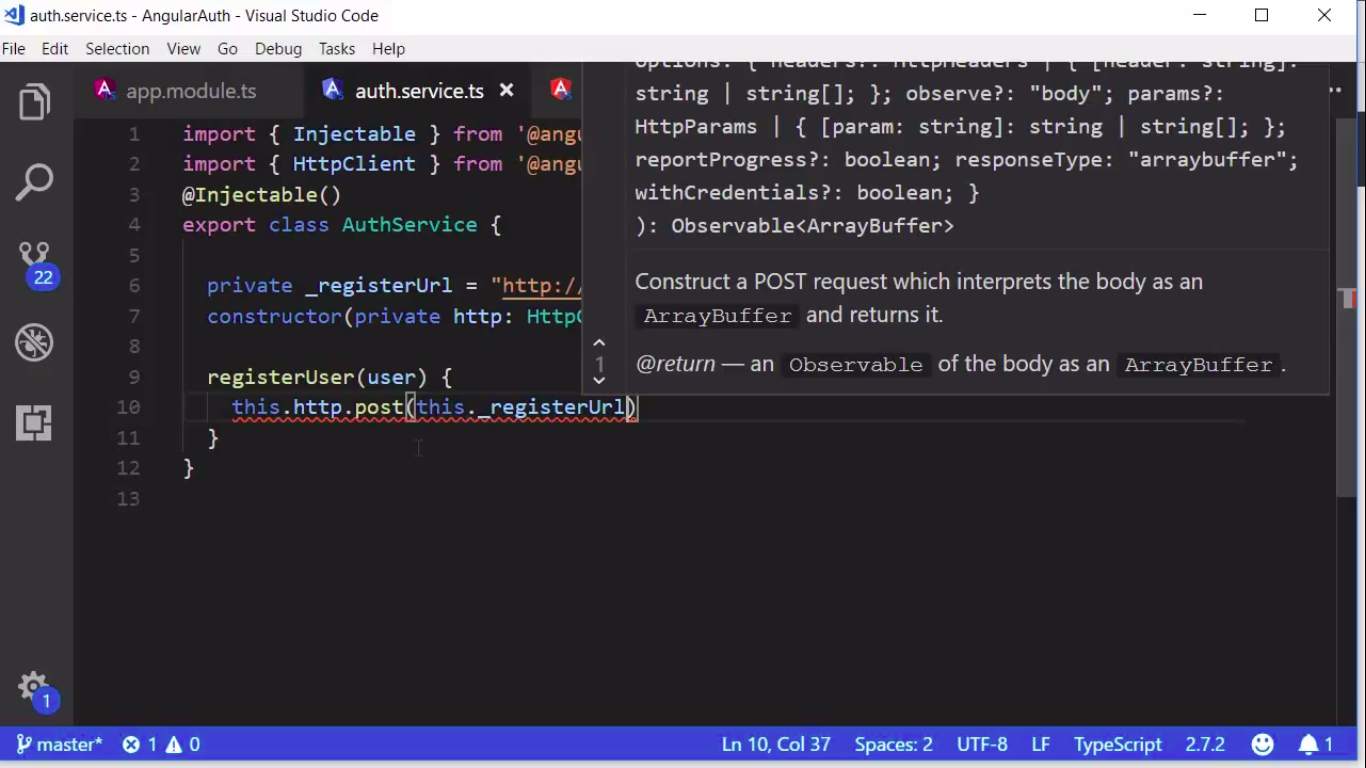 auth.service.ts - AngularAuth - Visual Studio Code
File Edit Selection View Go Debug Tasks Help
app.module.ts auth.service.ts
options: { headers?: HttpHeaders | { [header: string]:
string | string[]; }; observe?: "body"; params?:
HttpParams | { [param: string]: string | string[]; };
reportProgress?: boolean; responseType: "arraybuffer";
withCredentials?: boolean; }
): Observable<ArrayBuffer>
Construct a POST request which interprets the body as an
ArrayBuffer and returns it.
@return — an Observable of the body as an ArrayBuffer.
1
1 import { Injectable } from '@angu
2 import { HttpClient } from '@angu
3 @Injectable()
4 export class AuthService {
5
6 private _registerUrl = "http://
7 constructor(private http: HttpC
8
9 registerUser(user) {
10 this.http.post(this._registerUrl)
11 }
12 }
13
22
1
master* 1 0 Ln 10, Col 37 Spaces: 2 UTF-8 LF TypeScript 2.7.2 1